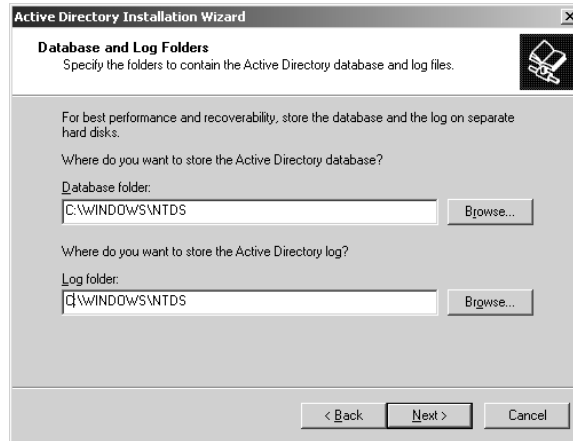 Active Directory Installation Wizard
Database and Log Folders
Specify the folders to contain the Active Directory database and log files.
For best performance and recoverability, store the database and the log on separate
hard disks.
Where do you want to store the Active Directory database?
Database folder:
C:\WINDOWS\NTDS
Browse...
Where do you want to store the Active Directory log?
Log folder:
C:\WINDOWS\NTDS
Browse...
< Back
Next >
Cancel